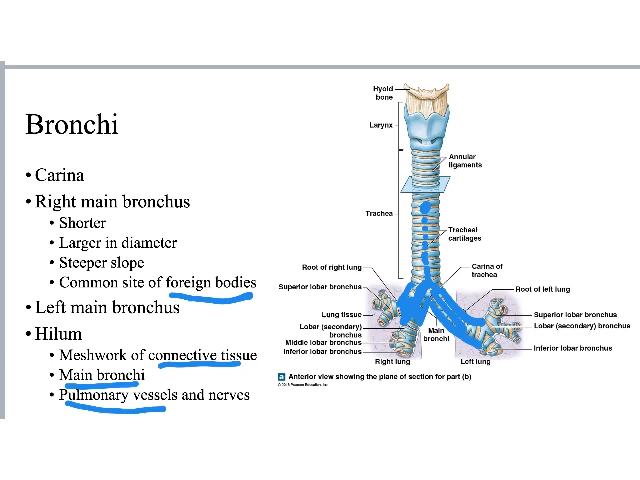 Bronchi
• Carina
• Right main bronchus
• Shorter
• Larger in diameter
• Steeper slope
• Common site of foreign bodies
• Left main bronchus
• Hilum
• Meshwork of connective tissue
• Main bronchi
• Pulmonary vessels and nerves
Hyoid
bone
Larynx
Annular
ligaments
Trachea
Tracheal
cartilages
Root of right lung
Carina of
trachea
Superior lobar bronchus
Root of left lung
Lung tissue
Superior lobar bronchus
Lobar (secondary)
bronchus
Main
bronchi
Lobar (secondary) bronchus
Middle lobar bronchus
Inferior lobar bronchus
Inferior lobar bronchus
Right lung
Left lung
a Anterior view showing the plane of section for part (b)